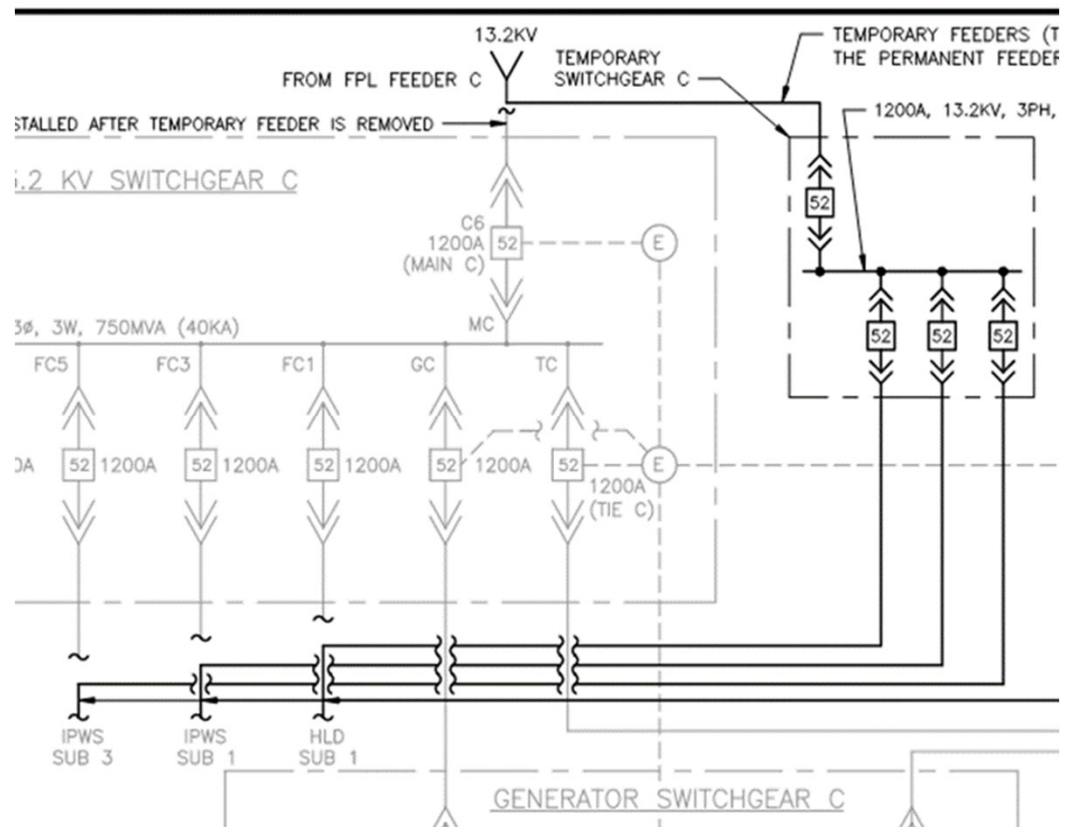 13.2KV
TEMPORARY FEEDERS (T
THE PERMANENT FEEDER
FROM FPL FEEDER C
TEMPORARY
SWITCHGEAR C
1200A, 13.2KV, 3PH,
STALLED AFTER TEMPORARY FEEDER IS REMOVED
.2 KV SWITCHGEAR C
52
C6
1200A
(MAIN C)
52
E
MC
3ø, 3W, 750MVA (40KA)
52
52
52
FC5
FC3
FC1
GC
TC
0A
52
1200A
52
1200A
52
1200A
52
1200A
52
E
1200A
(TIE C)
IPWS
SUB 3
IPWS
SUB 1
HLD
SUB 1
GENERATOR SWITCHGEAR C